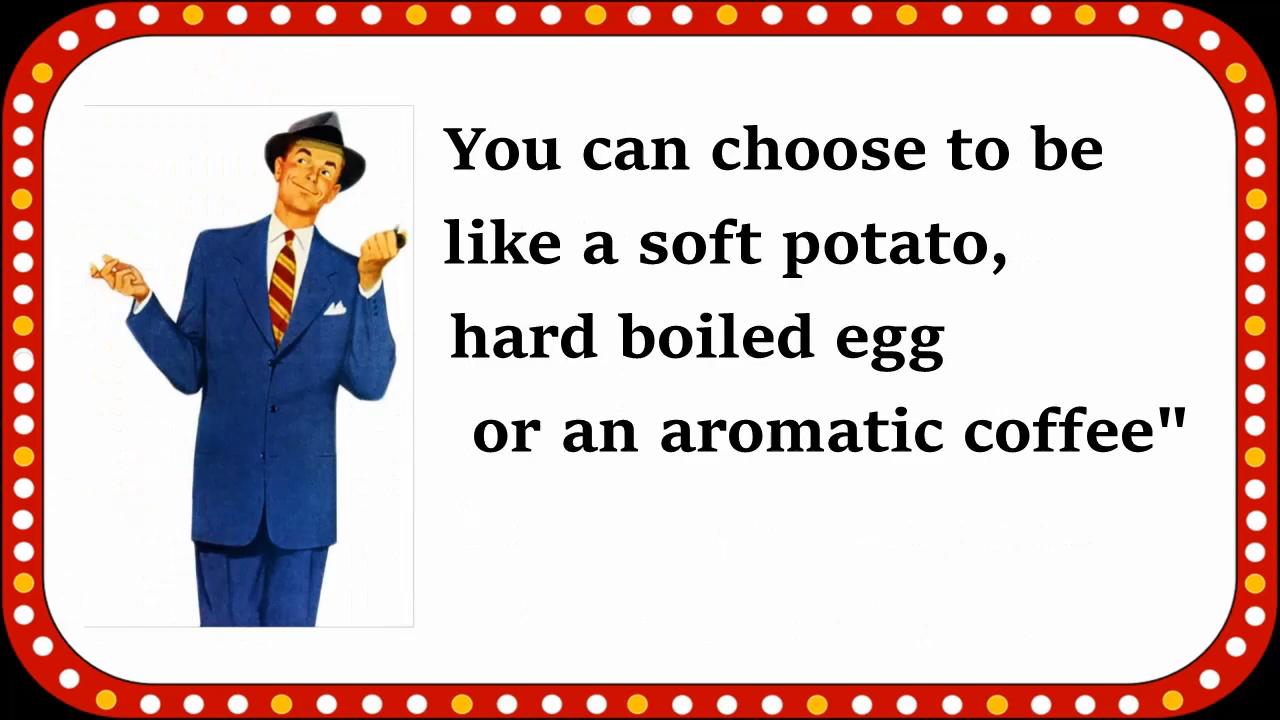 You can choose to be
like a soft potato,
hard boiled egg
or an aromatic coffee"